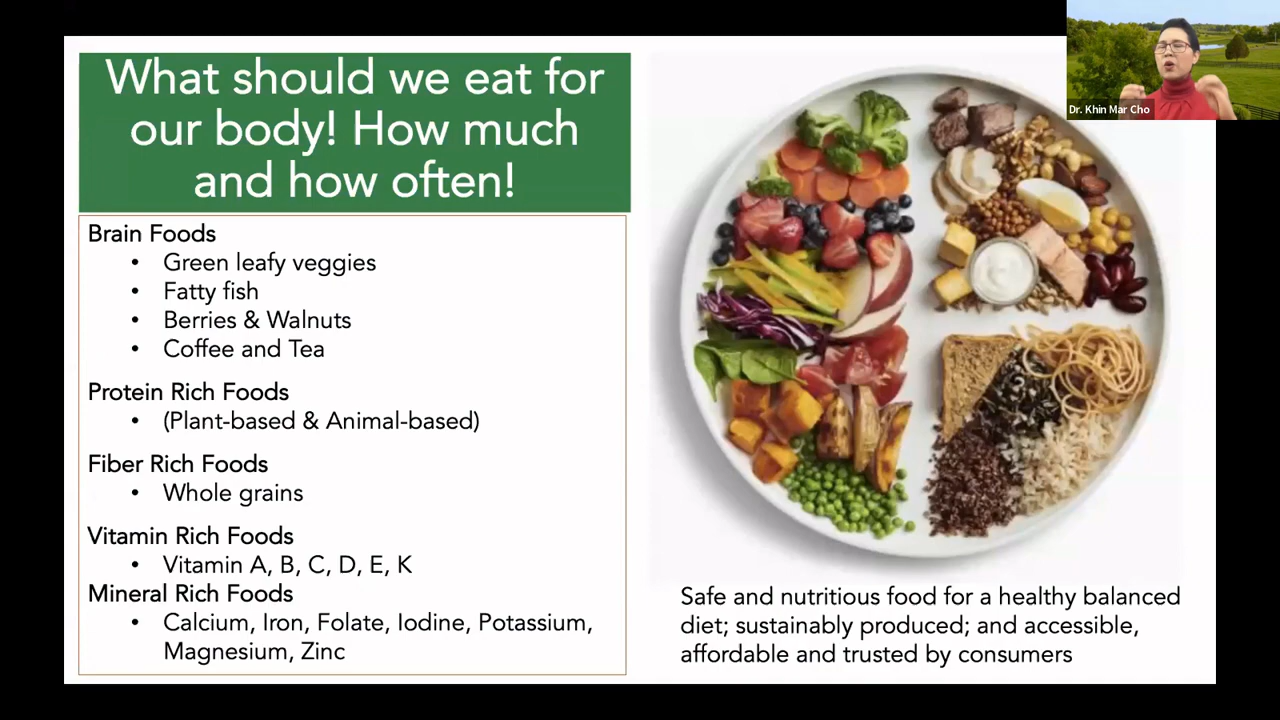 What should we eat for
our body! How much
and how often!
Brain Foods
• Green leafy veggies
• Fatty fish
• Berries & Walnuts
• Coffee and Tea
Protein Rich Foods
• (Plant-based & Animal-based)
Fiber Rich Foods
• Whole grains
Vitamin Rich Foods
• Vitamin A, B, C, D, E, K
Mineral Rich Foods
• Calcium, Iron, Folate, Iodine, Potassium,
Magnesium, Zinc
Dr. Khin Mar Cho
Safe and nutritious food for a healthy balanced
diet; sustainably produced; and accessible,
affordable and trusted by consumers